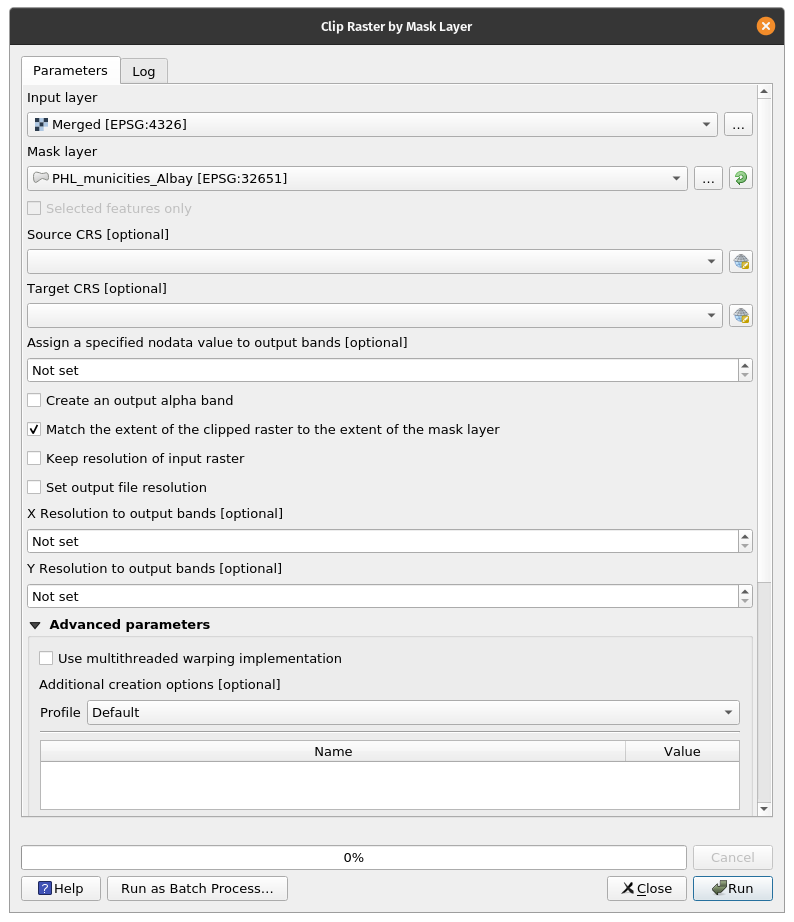 Clip Raster by Mask Layer
Parameters
Log
Input layer
Merged [EPSG:4326]
...
Mask layer
PHL_municities_Albay [EPSG:32651]
...
Selected features only
Source CRS [optional]
Target CRS [optional]
Assign a specified nodata value to output bands [optional]
Not set
Create an output alpha band
Match the extent of the clipped raster to the extent of the mask layer
Keep resolution of input raster
Set output file resolution
X Resolution to output bands [optional]
Not set
Y Resolution to output bands [optional]
Not set
Advanced parameters
Use multithreaded warping implementation
Additional creation options [optional]
Profile Default
Name Value
0%
Cancel
Help
Run as Batch Process...
Close
Run